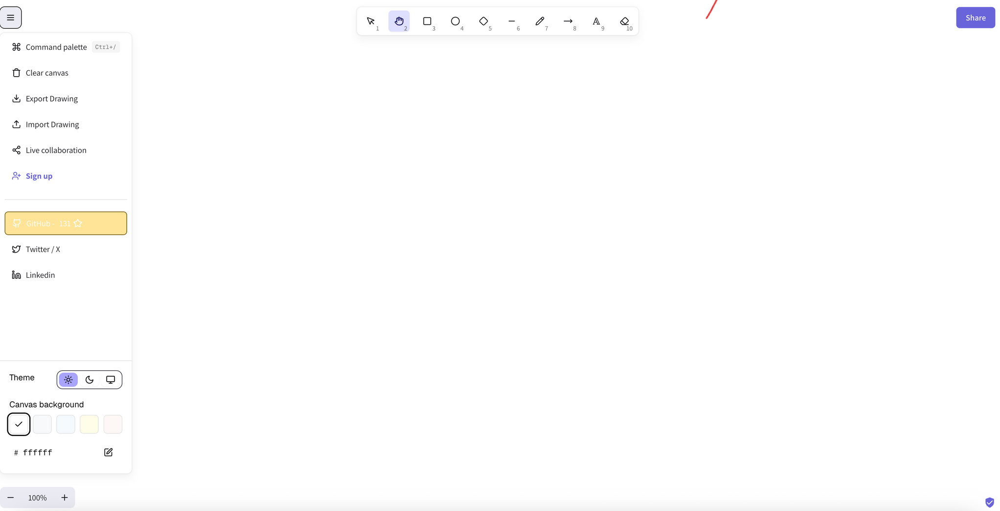 1 2 3 4 5 6 7 8 9 10
Share
Command palette Ctrl+/
Clear canvas
Export Drawing
Import Drawing
Live collaboration
Sign up
GitHub - 131
Twitter / X
Linkedin
Theme
Canvas background
# ffffff
100%